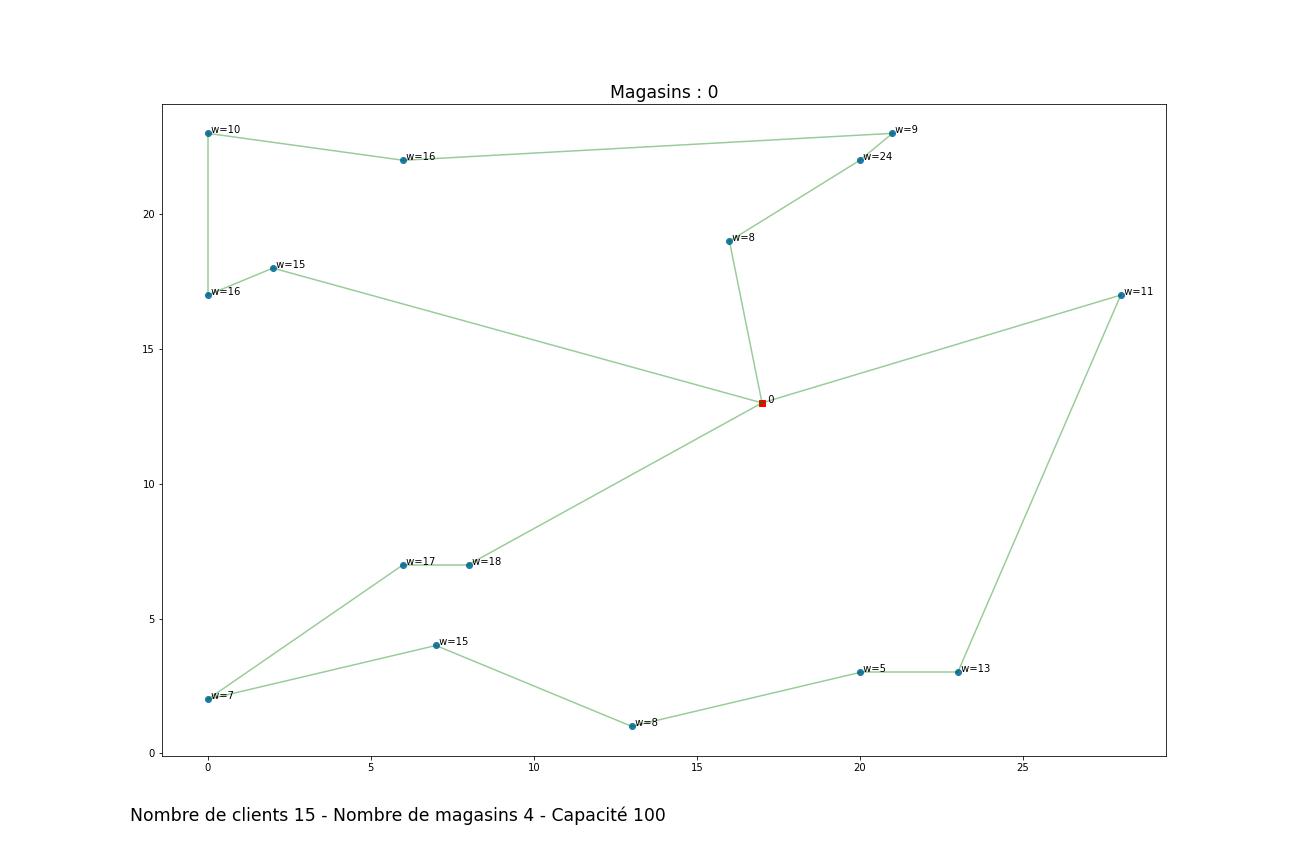 Magasins : 0
w=10
w=9
w=16
w=24
20
w=8
w=15
w=16
w=11
15
0
10
w=17
w=18
5
w=15
w=5
w=13
w=7
w=8
0
0
5
10
15
20
25
Nombre de clients 15 - Nombre de magasins 4 - Capacité 100